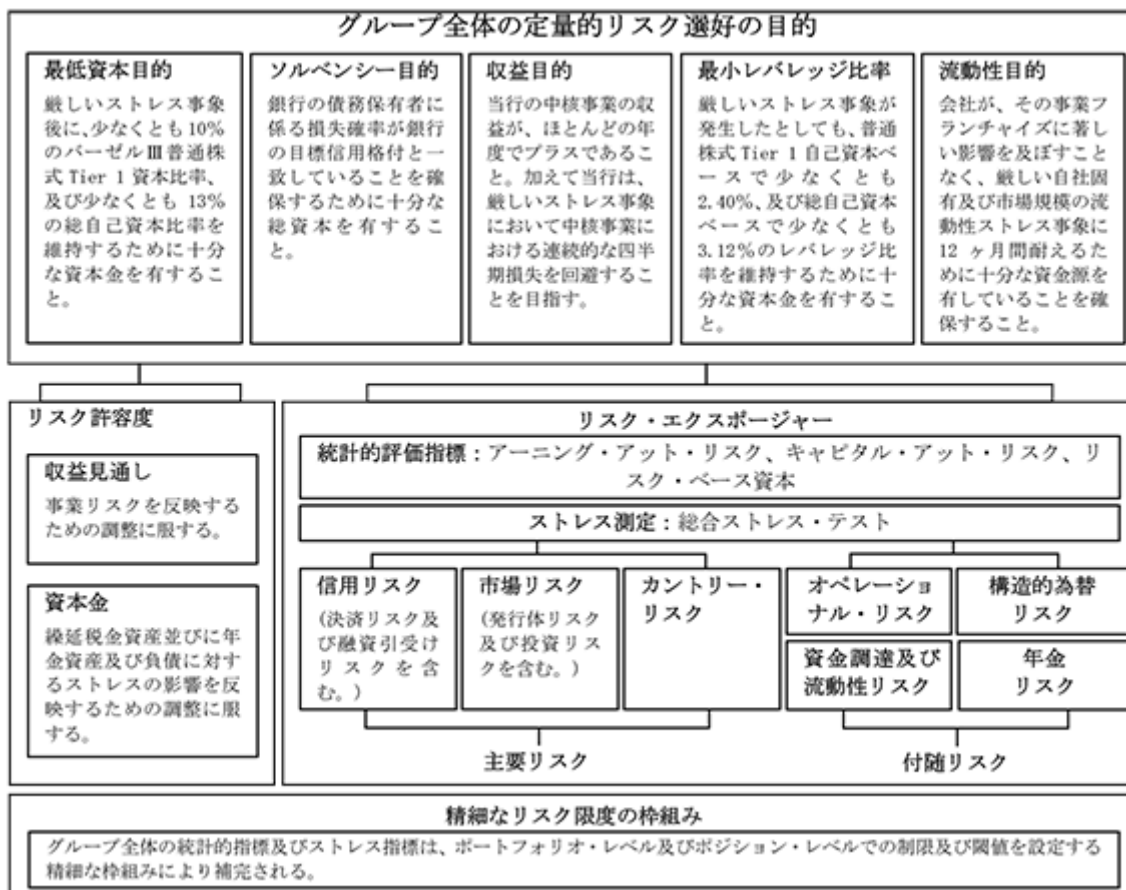 グループ全体の定量的リスク選好の目的
最低資本目的
厳しいストレス事象
後に、少なくとも 10%
のバーゼルⅢ普通株
式 Tier 1 資本比率、
及び少なくとも 13%
の総自己資本比率を
維持するために十分
な資本金を有するこ
と。
ソルベンシー目的
銀行の債務保有者に
係る損失確率が銀行
の目標信用格付と一
致していることを確
保するために十分な
総資本を有するこ
と。
収益目的
当行の中核事業の収
益が、ほとんどの年
度でプラスであるこ
と。加えて当行は、
厳しいストレス事象
において中核事業に
おける連続的な四半
期損失を回避するこ
とを目指す。
最小レバレッジ比率
厳しいストレス事象が
発生したとしても、普通
株式 Tier 1 自己資本ベ
ースで少なくとも
2.40%、及び総自己資本
ベースで少なくとも
3.12%のレバレッジ比
率を維持するために十
分な資本金を有するこ
と。
流動性目的
会社が、その事業フ
ランチャイズに著し
い影響を及ぼすこと
なく、厳しい自社固
有及び市場規模の流
動性ストレス事象に
12 ヶ月間耐えるた
めに十分な資金源を
有していることを確
保すること。
リスク許容度
収益見通し
事業リスクを反映する
ための調整に服する。
資本金
繰延税金資産並びに年
金資産及び負債に対す
るストレスの影響を反
映するための調整に服
する。
リスク・エクスポージャー
統計的評価指標：アーニング・アット・リスク、キャピタル・アット・リスク、リ
スク・ベース資本
ストレス測定：総合ストレス・テスト
信用リスク
(決済リスク及
び融資引受け
リスクを含
む。)
市場リスク
(発行体リスク
及び投資リス
クを含む。)
カントリー・
リスク
オペレーショ
ナル・リスク
構造的為替
リスク
資金調達及び
流動性リスク
年金
リスク
主要リスク
付随リスク
精細なリスク限度の枠組み
グループ全体の統計的指標及びストレス指標は、ポートフォリオ・レベル及びポジション・レベルでの制限及び閾値を設定する
精細な枠組みにより補完される。